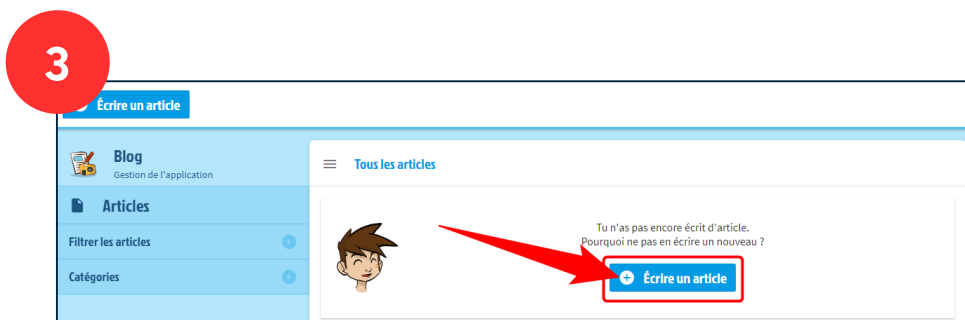 3
Écrire un article
Blog
Gestion de l'application
Tous les articles
Articles
Filtrer les articles
Catégories
Tu n'as pas encore écrit d'article.
Pourquoi ne pas en écrire un nouveau ?
Écrire un article